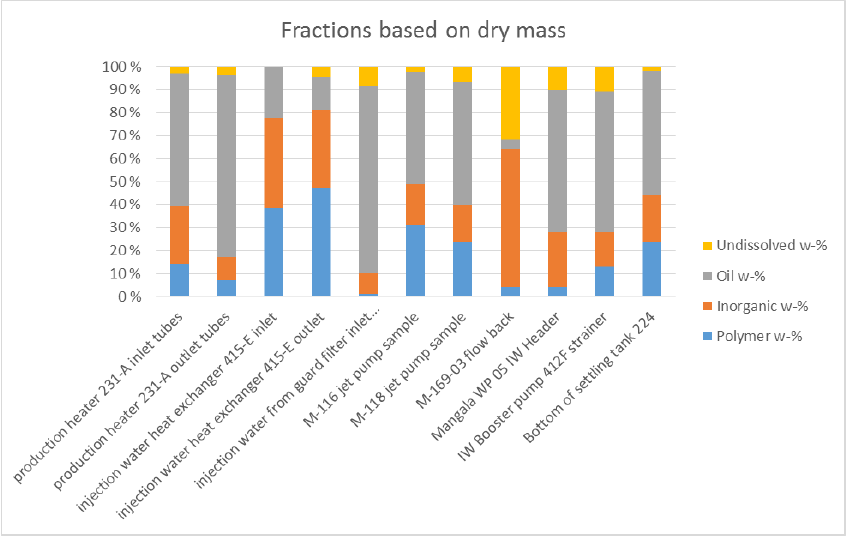 Fractions based on dry mass
100 %
90 %
80 %
70 %
60 %
50 %
40 %
30 %
20 %
10 %
0 %
Undissolved w-%
Oil w-%
Inorganic w-%
Polymer w-%
production heater 231-A inlet tubes
production heater 231-A outlet tubes
injection water heat exchanger 415-E inlet
injection water heat exchanger 415-E outlet
injection water from guard filter inlet...
M-116 jet pump sample
M-118 jet pump sample
M-169-03 flow back
Mangala WP 05 IW Header
IW Booster pump 412F strainer
Bottom of settling tank 224